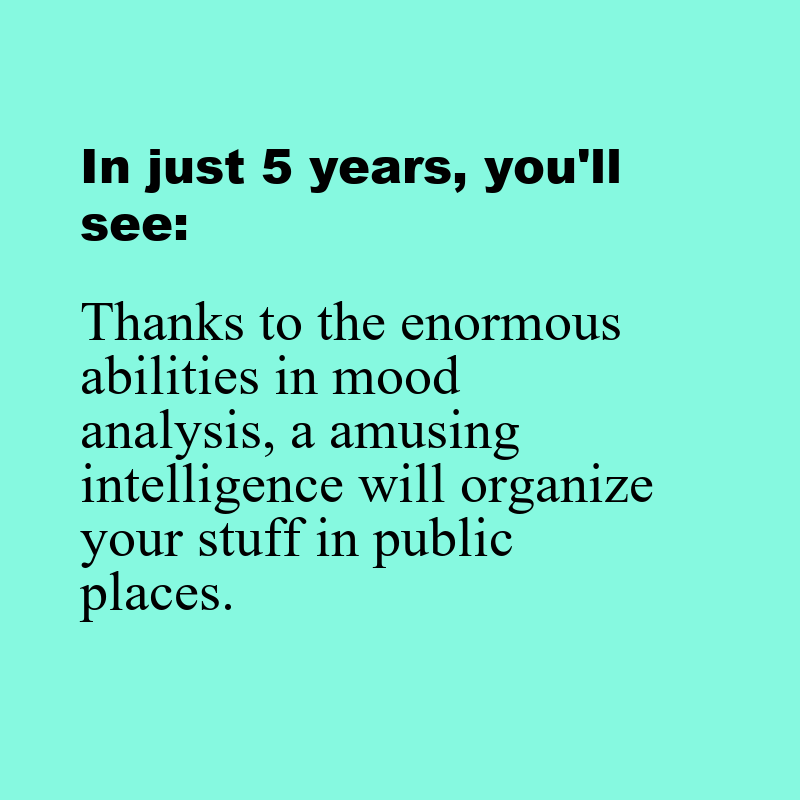 In just 5 years, you'll
see:
Thanks to the enormous
abilities in mood
analysis, a amusing
intelligence will organize
your stuff in public
places.